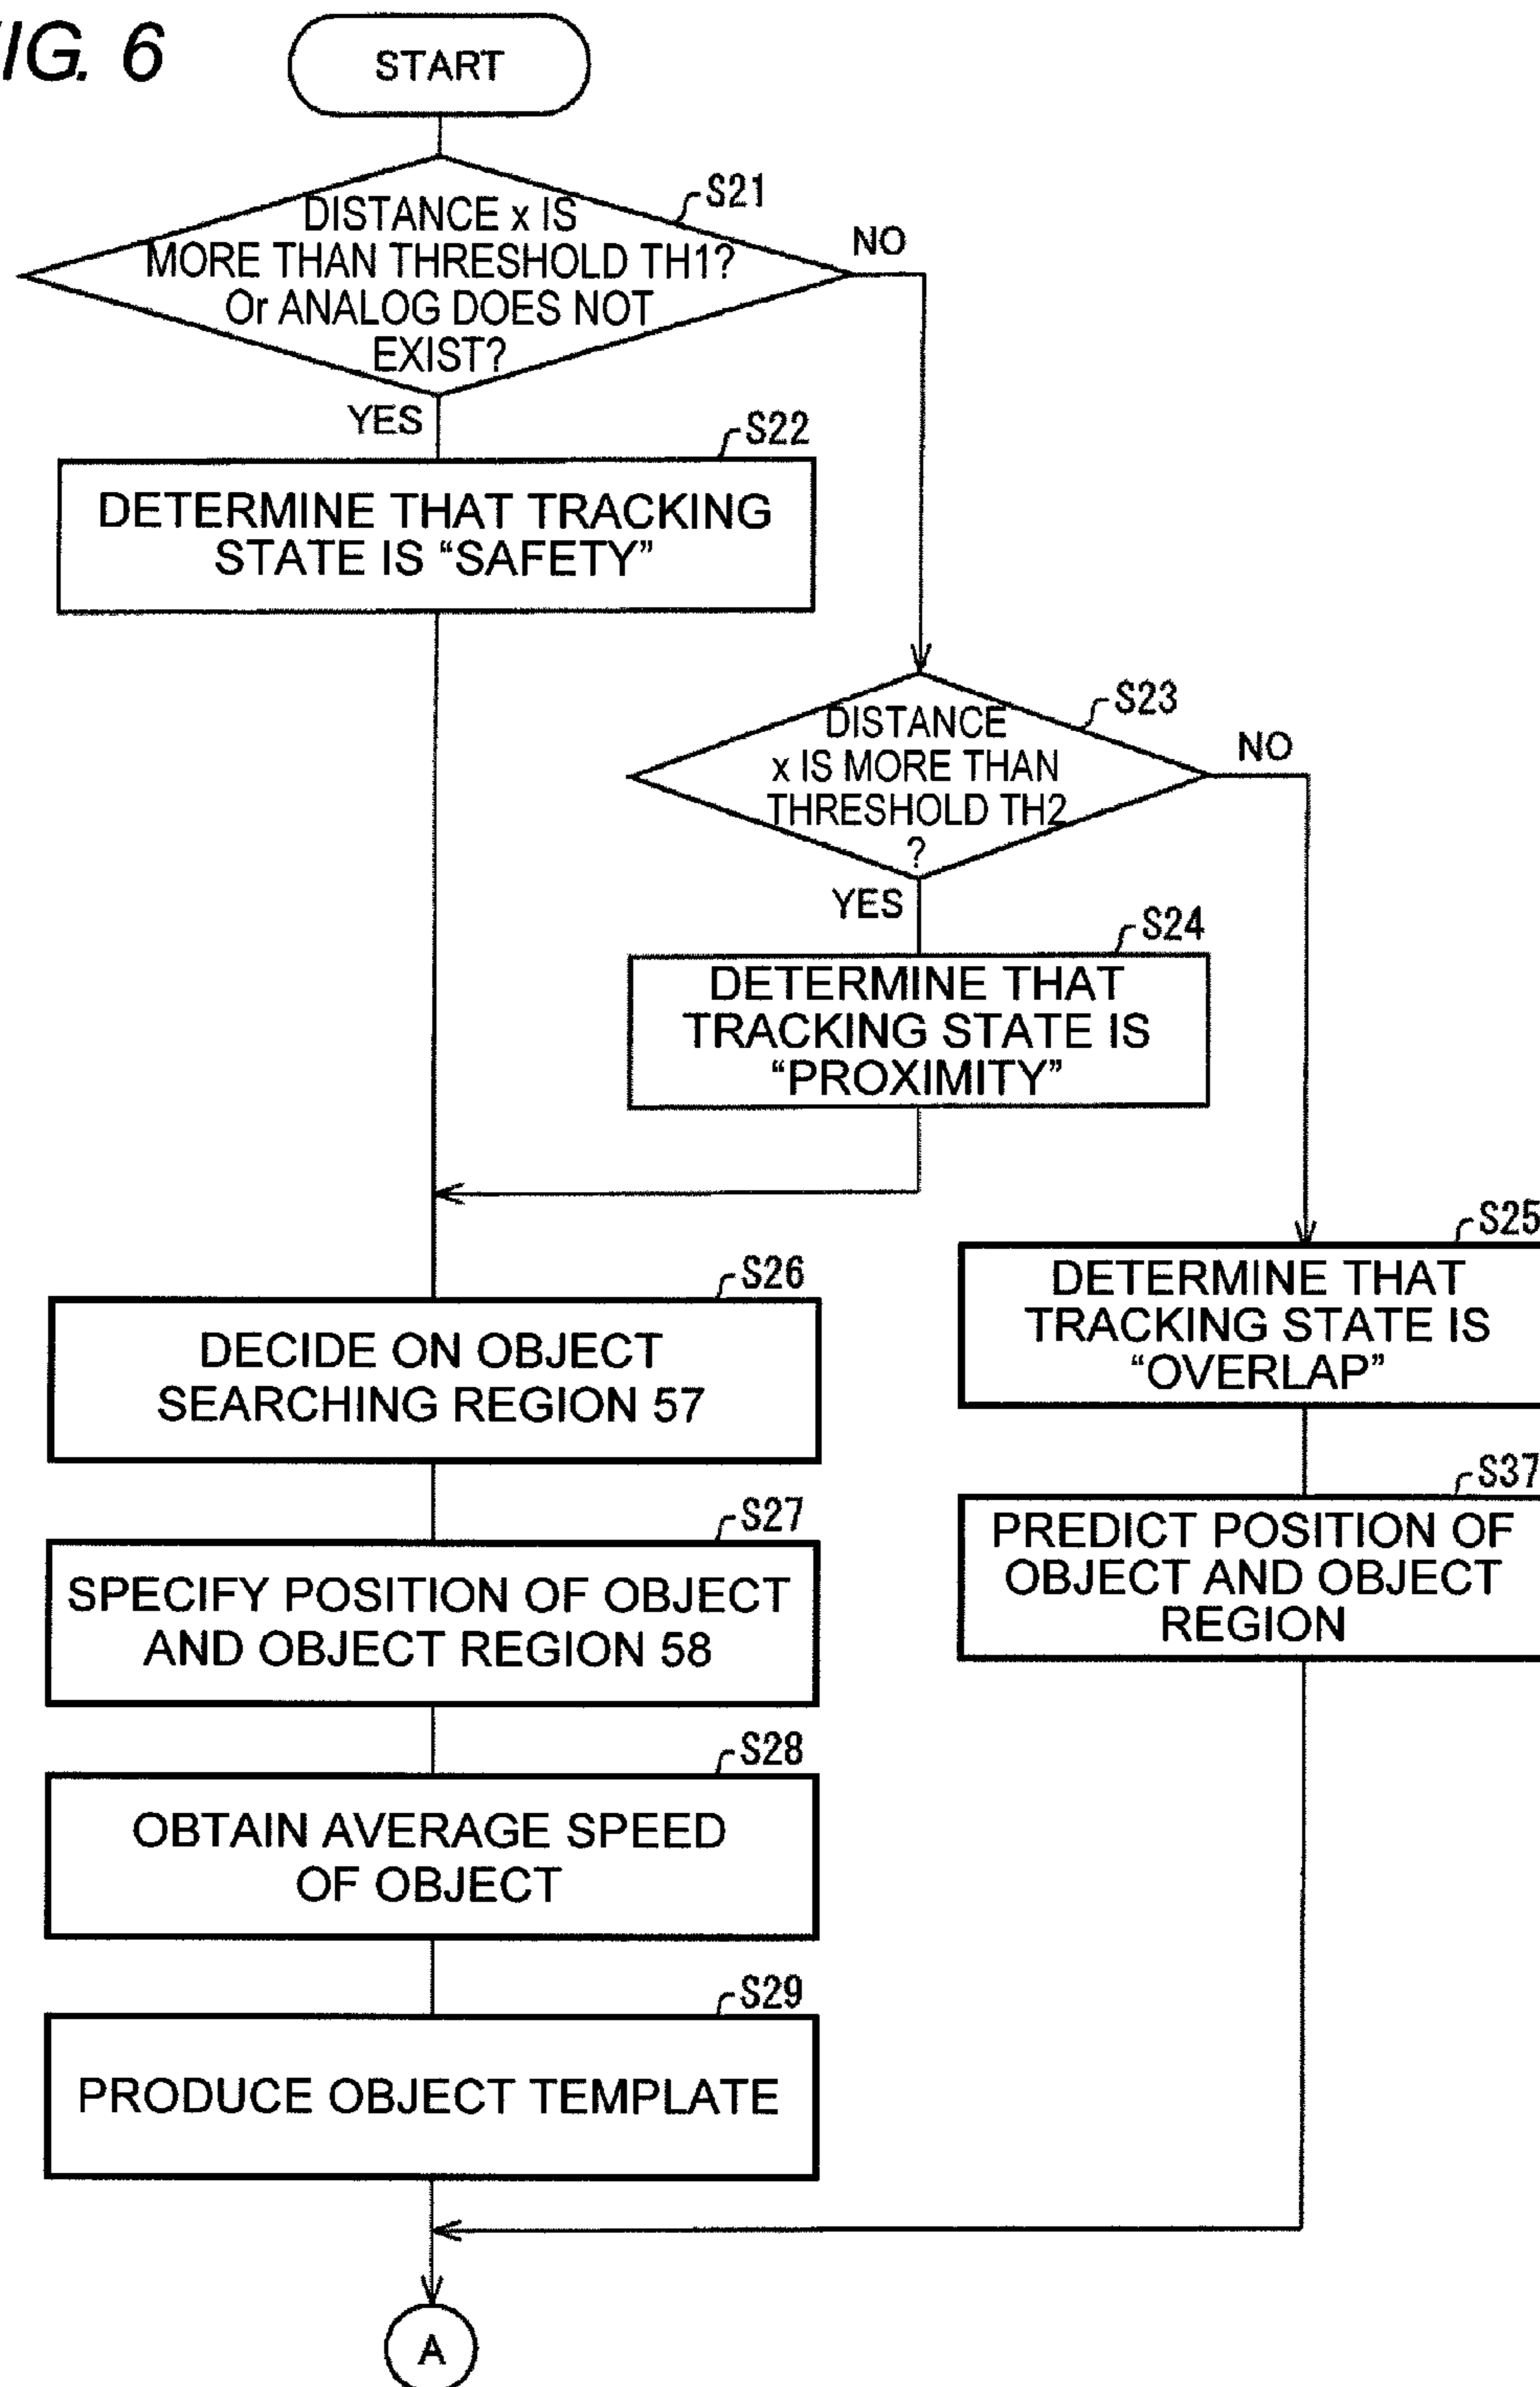 IG. 6
START
S21
DISTANCE x IS
MORE THAN THRESHOLD TH1?
Or ANALOG DOES NOT
EXIST?
NO
YES
S22
DETERMINE THAT TRACKING
STATE IS “SAFETY”
S23
DISTANCE
x IS MORE THAN
THRESHOLD TH2
?
NO
YES
S24
DETERMINE THAT
TRACKING STATE IS
“PROXIMITY”
S25
DETERMINE THAT
TRACKING STATE IS
“OVERLAP”
S26
DECIDE ON OBJECT
SEARCHING REGION 57
S37
PREDICT POSITION OF
OBJECT AND OBJECT
REGION
S27
SPECIFY POSITION OF OBJECT
AND OBJECT REGION 58
S28
OBTAIN AVERAGE SPEED
OF OBJECT
S29
PRODUCE OBJECT TEMPLATE
A